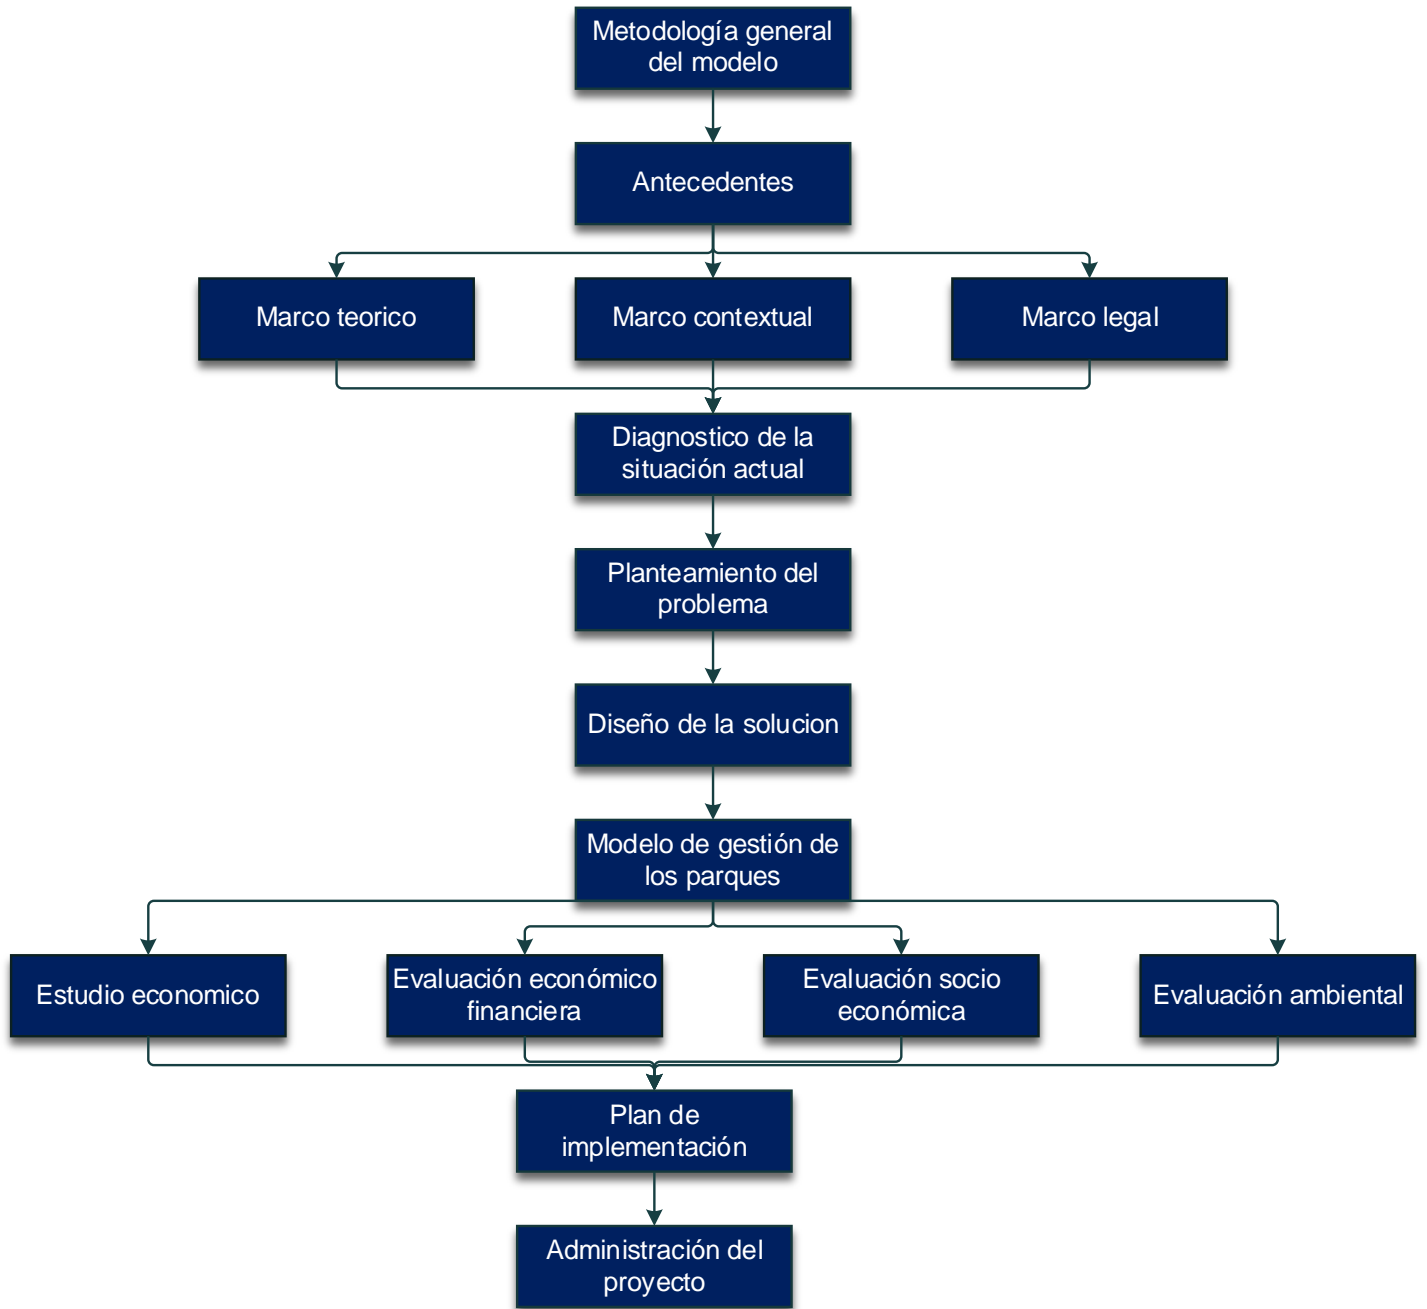 Metodología general
del modelo
Antecedentes
Marco teorico
Marco contextual
Marco legal
Diagnostico de la
situación actual
Planteamiento del
problema
Diseño de la solucion
Modelo de gestión de
los parques
Estudio economico
Evaluación económico
financiera
Evaluación socio
económica
Evaluación ambiental
Plan de
implementación
Administración del
proyecto